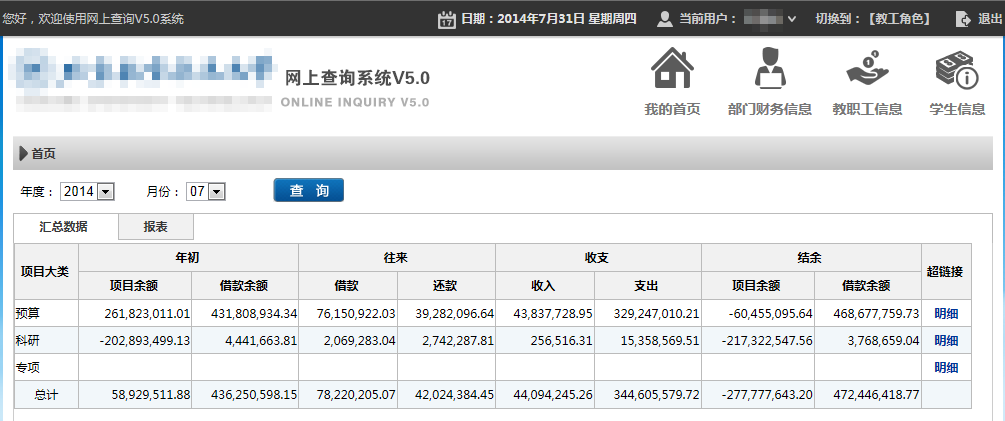 您好，欢迎使用网上查询V5.0系统 日期：2014年7月31日 星期周四 当前用户： 切换到：【教工角色】 退出
网上查询系统V5.0
ONLINE INQUIRY V5.0
我的首页 部门财务信息 教职工信息 学生信息
首页
年度： 2014 月份： 07 查 询
汇总数据 报表
项目大类 年初 往来 收支 结余 超链接
项目余额 借款余额 借款 还款 收入 支出 项目余额 借款余额
预算 261,823,011.01 431,808,934.34 76,150,922.03 39,282,096.64 43,837,728.95 329,247,010.21 -60,455,095.64 468,677,759.73 明细
科研 -202,893,499.13 4,441,663.81 2,069,283.04 2,742,287.81 256,516.31 15,358,569.51 -217,322,547.56 3,768,659.04 明细
专项 明细
总计 58,929,511.88 436,250,598.15 78,220,205.07 42,024,384.45 44,094,245.26 344,605,579.72 -277,777,643.20 472,446,418.77